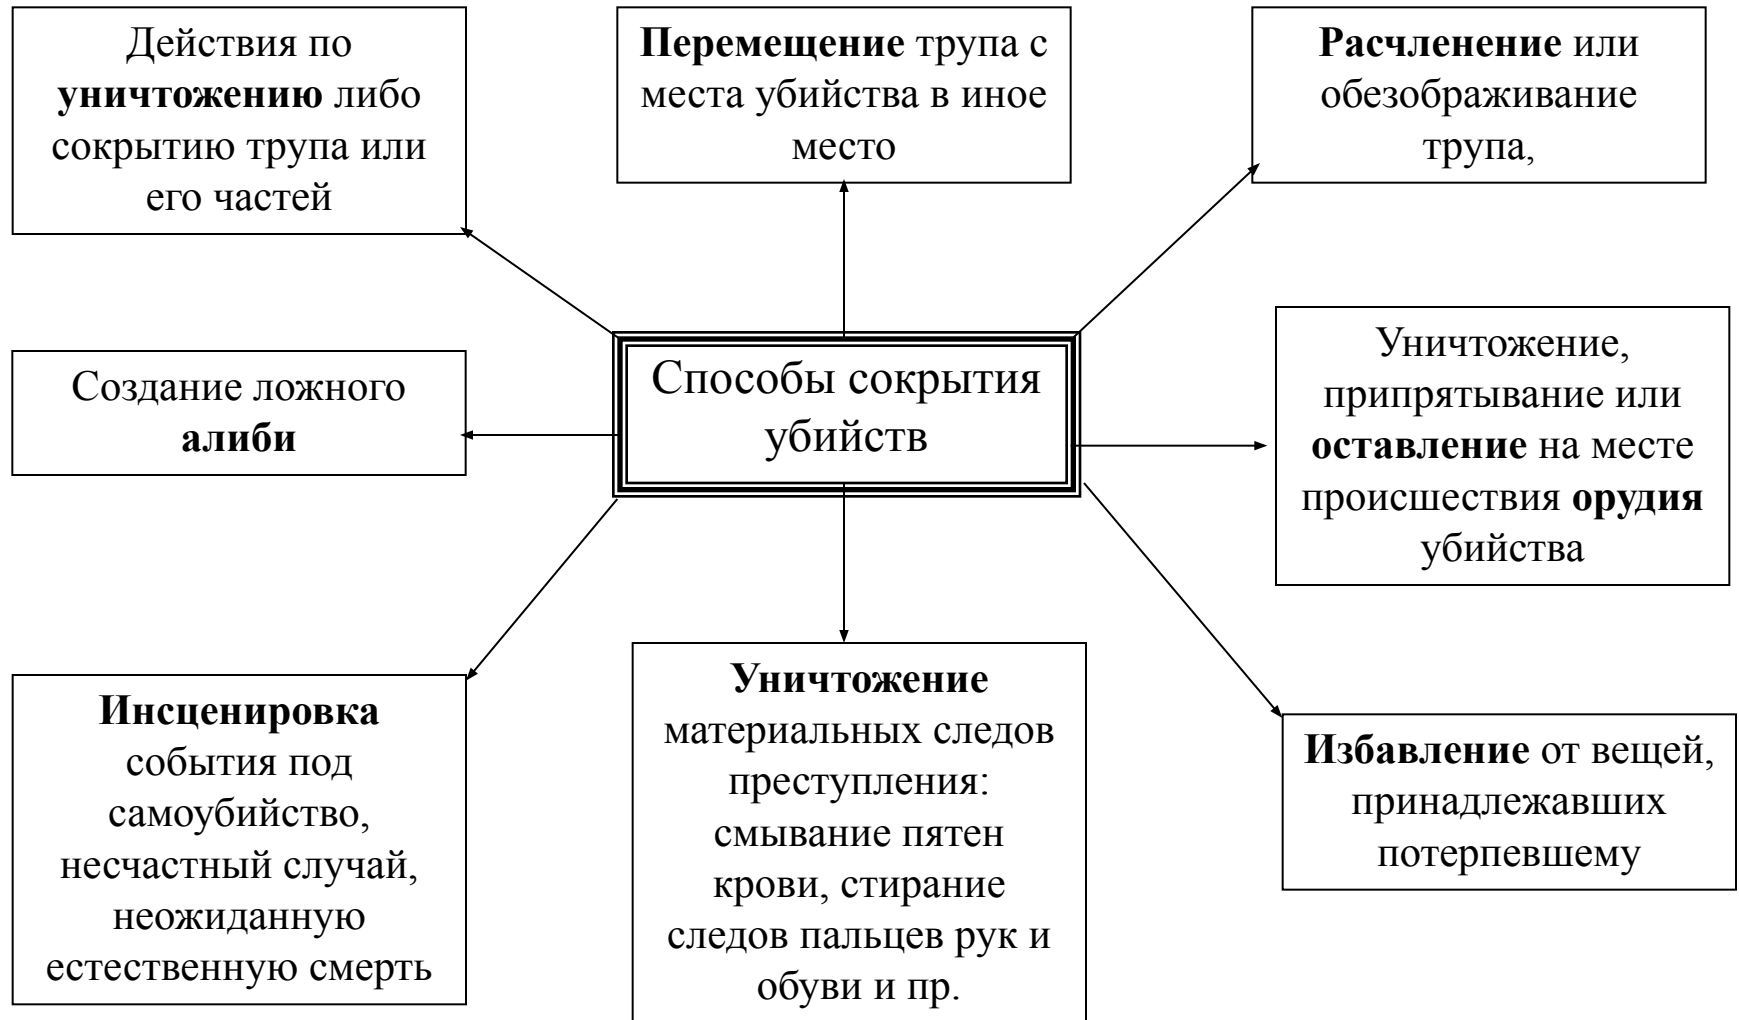 Действия по
уничтожению либо
сокрытию трупа или
его частей
Перемещение трупа с
места убийства в иное
место
Расчленение или
обезображивание
трупа,
Создание ложного
алиби
Способы сокрытия
убийств
Уничтожение,
припрятывание или
оставление на месте
происшествия орудия
убийства
Инсценировка
события под
самоубийство,
несчастный случай,
неожиданную
естественную смерть
Уничтожение
материальных следов
преступления:
смывание пятен
крови, стирание
следов пальцев рук и
обуви и пр.
Избавление от вещей,
принадлежавших
потерпевшему